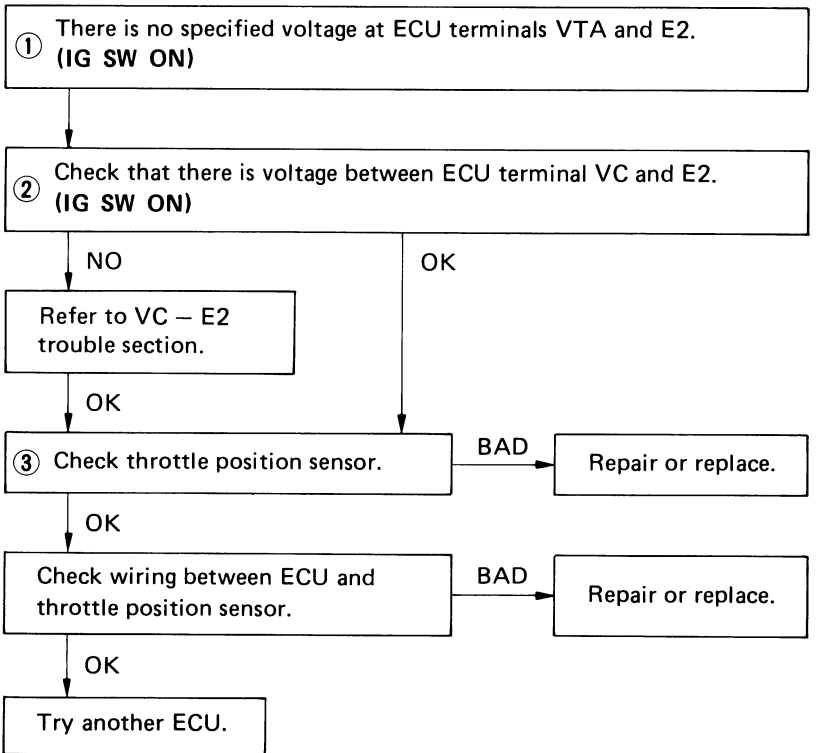 ① There is no specified voltage at ECU terminals VTA and E2.
(IG SW ON)
② Check that there is voltage between ECU terminal VC and E2.
(IG SW ON)
NO
OK
Refer to VC – E2
trouble section.
OK
③ Check throttle position sensor.
BAD
Repair or replace.
OK
Check wiring between ECU and
throttle position sensor.
BAD
Repair or replace.
OK
Try another ECU.